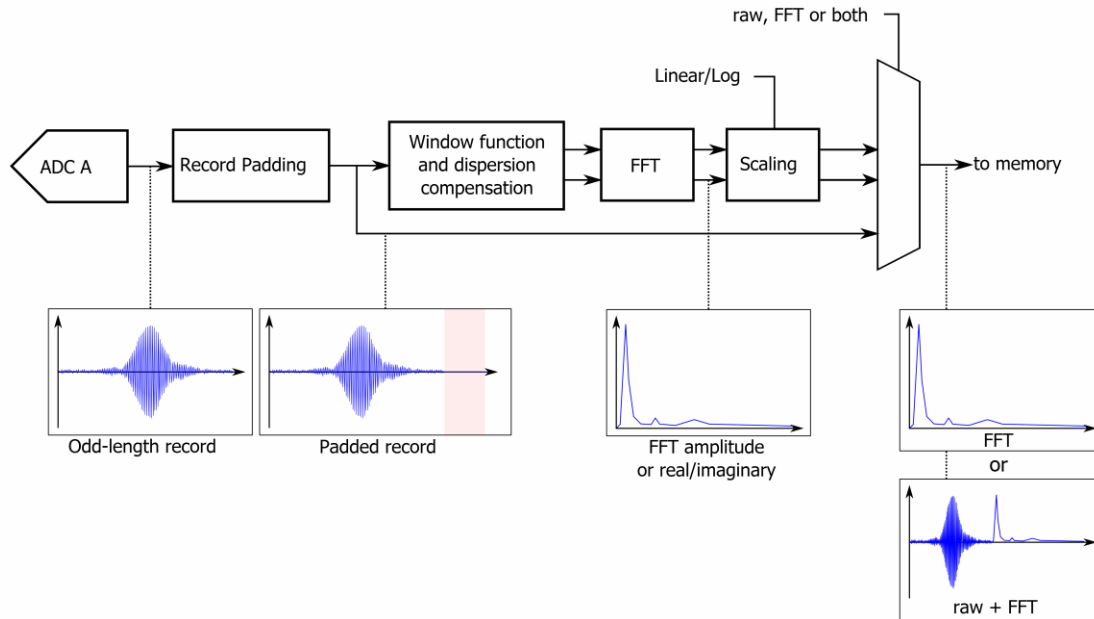 raw, FFT or both
Linear/Log
ADC A
Record Padding
Window function
and dispersion
compensation
FFT
Scaling
to memory
Odd-length record
Padded record
FFT amplitude
or real/imaginary
FFT
or
raw + FFT